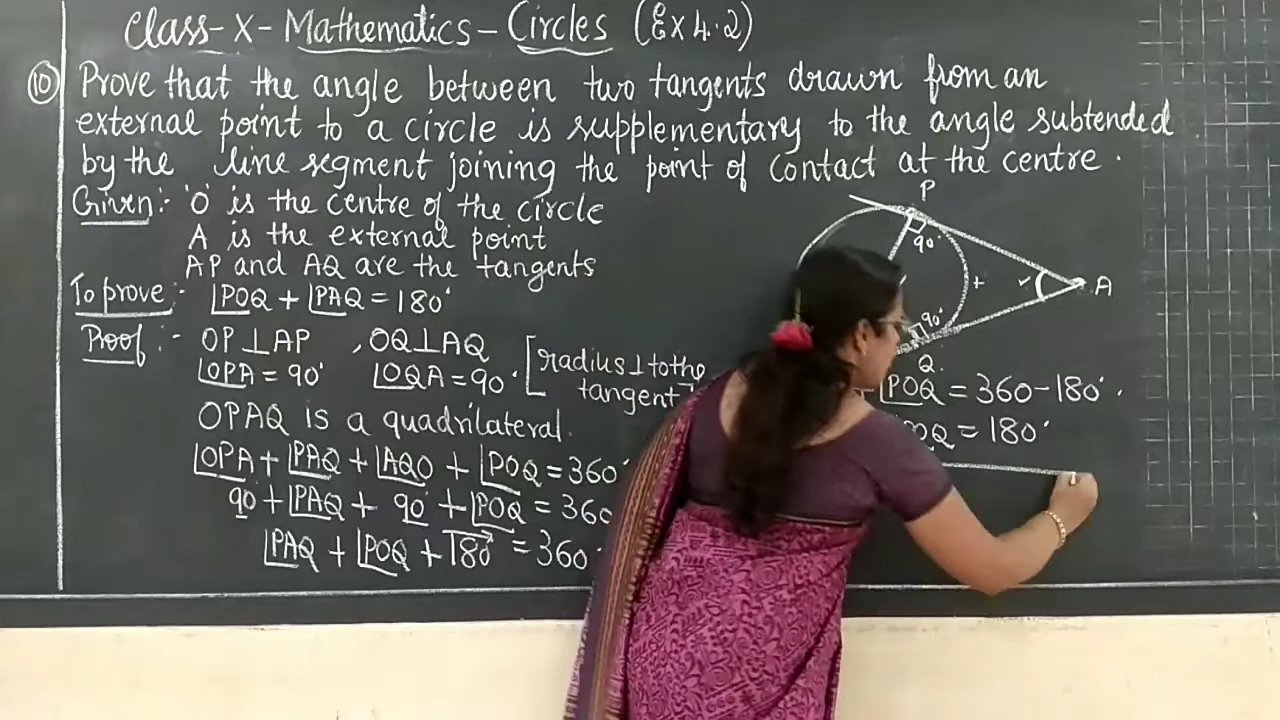 Class-X-Mathematics-Circles (Ex 4.2)
⑩ Prove that the angle between two tangents drawn from an
external point to a circle is supplementary to the angle subtended
by the line segment joining the point of contact at the centre.
Given:- 'O' is the centre of the circle
A is the external point
AP and AQ are the tangents
To prove:- ∠POQ + ∠PAQ = 180°
Proof:- OP⊥AP , OQ⊥AQ [radius⊥to the
∠OPA = 90° ∠OQA = 90° tangent]
OPAQ is a quadrilateral.
∠OPA + ∠PAQ + ∠AQO + ∠POQ = 360°
90° + ∠PAQ + 90° + ∠POQ = 360
∠PAQ + ∠POQ + 180° = 360°
P
90°
A
90°
Q
+ ∠POQ = 360-180°
OQ = 180°